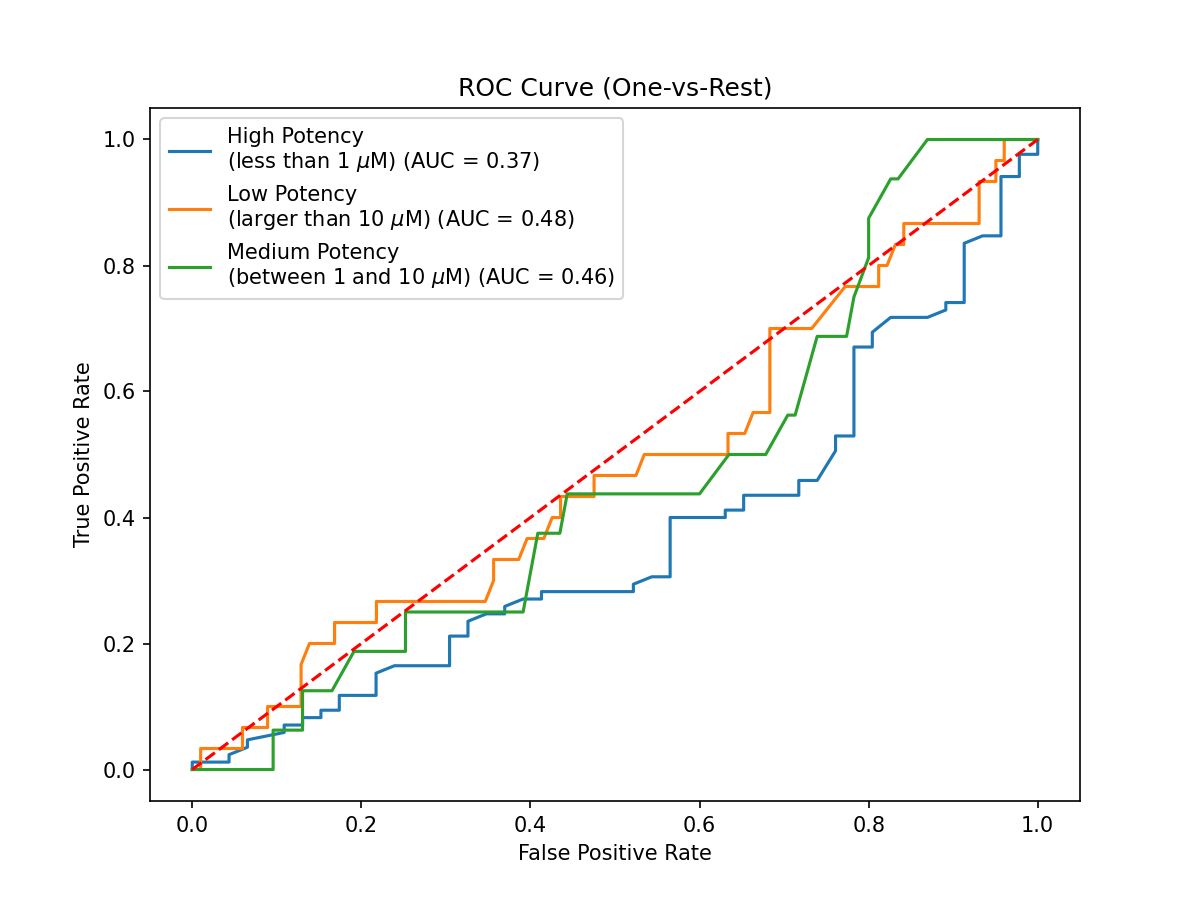 ROC Curve (One-vs-Rest)
High Potency
(less than 1 μM) (AUC = 0.37)
Low Potency
(larger than 10 μM) (AUC = 0.48)
Medium Potency
(between 1 and 10 μM) (AUC = 0.46)
True Positive Rate
1.0
0.8
0.6
0.4
0.2
0.0
0.0 0.2 0.4 0.6 0.8 1.0
False Positive Rate